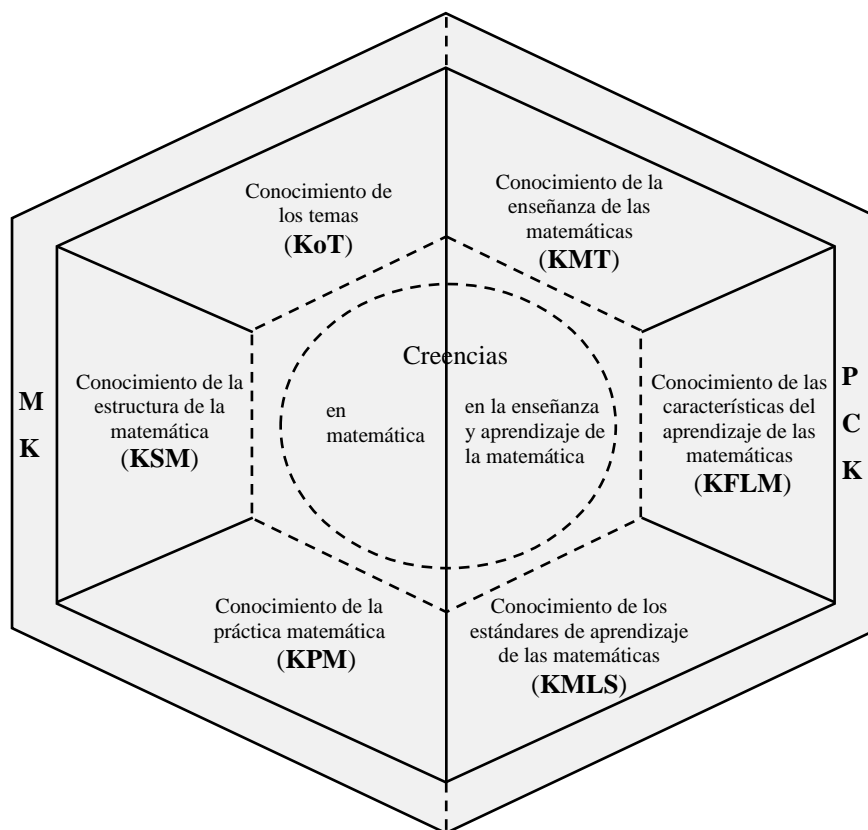 Conocimiento de
los temas
(KoT)
Conocimiento de la
enseñanza de las
matemáticas
(KMT)
M
K
Conocimiento de la
estructura de la
matemática
(KSM)
Creencias
en
matemática
en la enseñanza
y aprendizaje de
la matemática
Conocimiento de las
características del
aprendizaje de las
matemáticas
(KFLM)
P
C
K
Conocimiento de la
práctica matemática
(KPM)
Conocimiento de los
estándares de aprendizaje
de las matemáticas
(KMLS)